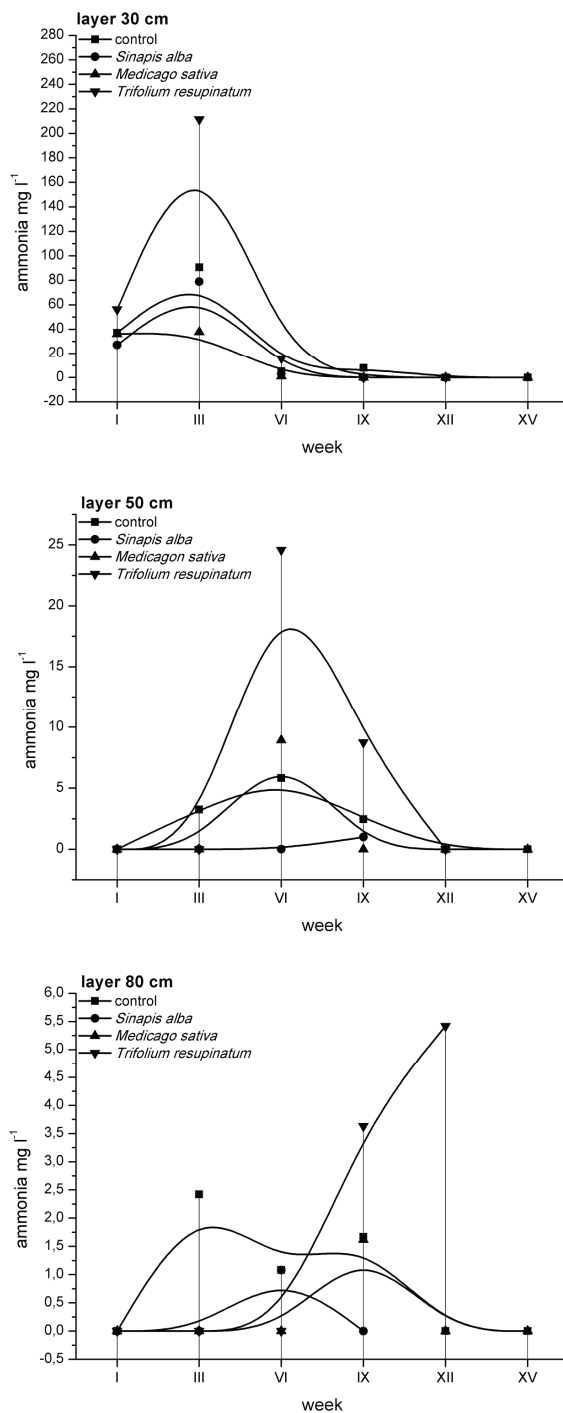 layer 30 cm
control
Sinapis alba
Medicago sativa
Trifolium resupinatum
280
260
240
220
200
180
160
140
120
100
80
60
40
20
0
-20
ammonia mg l⁻¹
I III VI IX XII XV
week
layer 50 cm
control
Sinapis alba
Medicagon sativa
Trifolium resupinatum
25
20
15
10
5
0
ammonia mg l⁻¹
I III VI IX XII XV
week
layer 80 cm
control
Sinapis alba
Medicago sativa
Trifolium resupinatum
6,0
5,5
5,0
4,5
4,0
3,5
3,0
2,5
2,0
1,5
1,0
0,5
0,0
-0,5
ammonia mg l⁻¹
I III VI IX XII XV
week